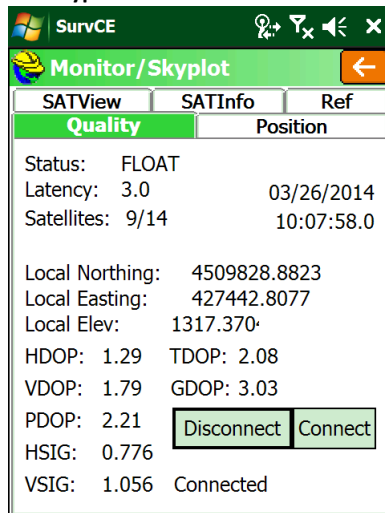 SurvCE
Monitor/Skyplot
SATView SATInfo Ref
Quality Position
Status: FLOAT
Latency: 3.0 03/26/2014
Satellites: 9/14 10:07:58.0
Local Northing: 4509828.8823
Local Easting: 427442.8077
Local Elev: 1317.370
HDOP: 1.29 TDOP: 2.08
VDOP: 1.79 GDOP: 3.03
PDOP: 2.21 Disconnect Connect
HSIG: 0.776
VSIG: 1.056 Connected